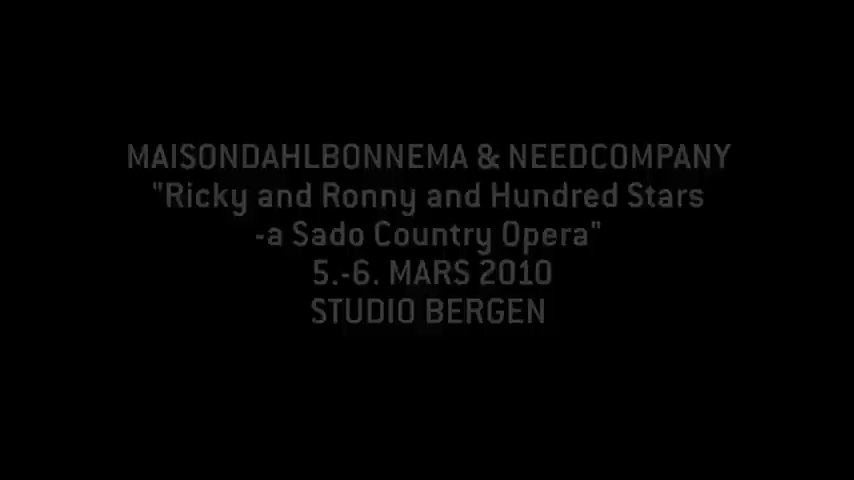 MAISONDAHLBONNEMA & NEEDCOMPANY
"Ricky and Ronny and Hundred Stars
-a Sado Country Opera"
5.-6. MARS 2010
STUDIO BERGEN